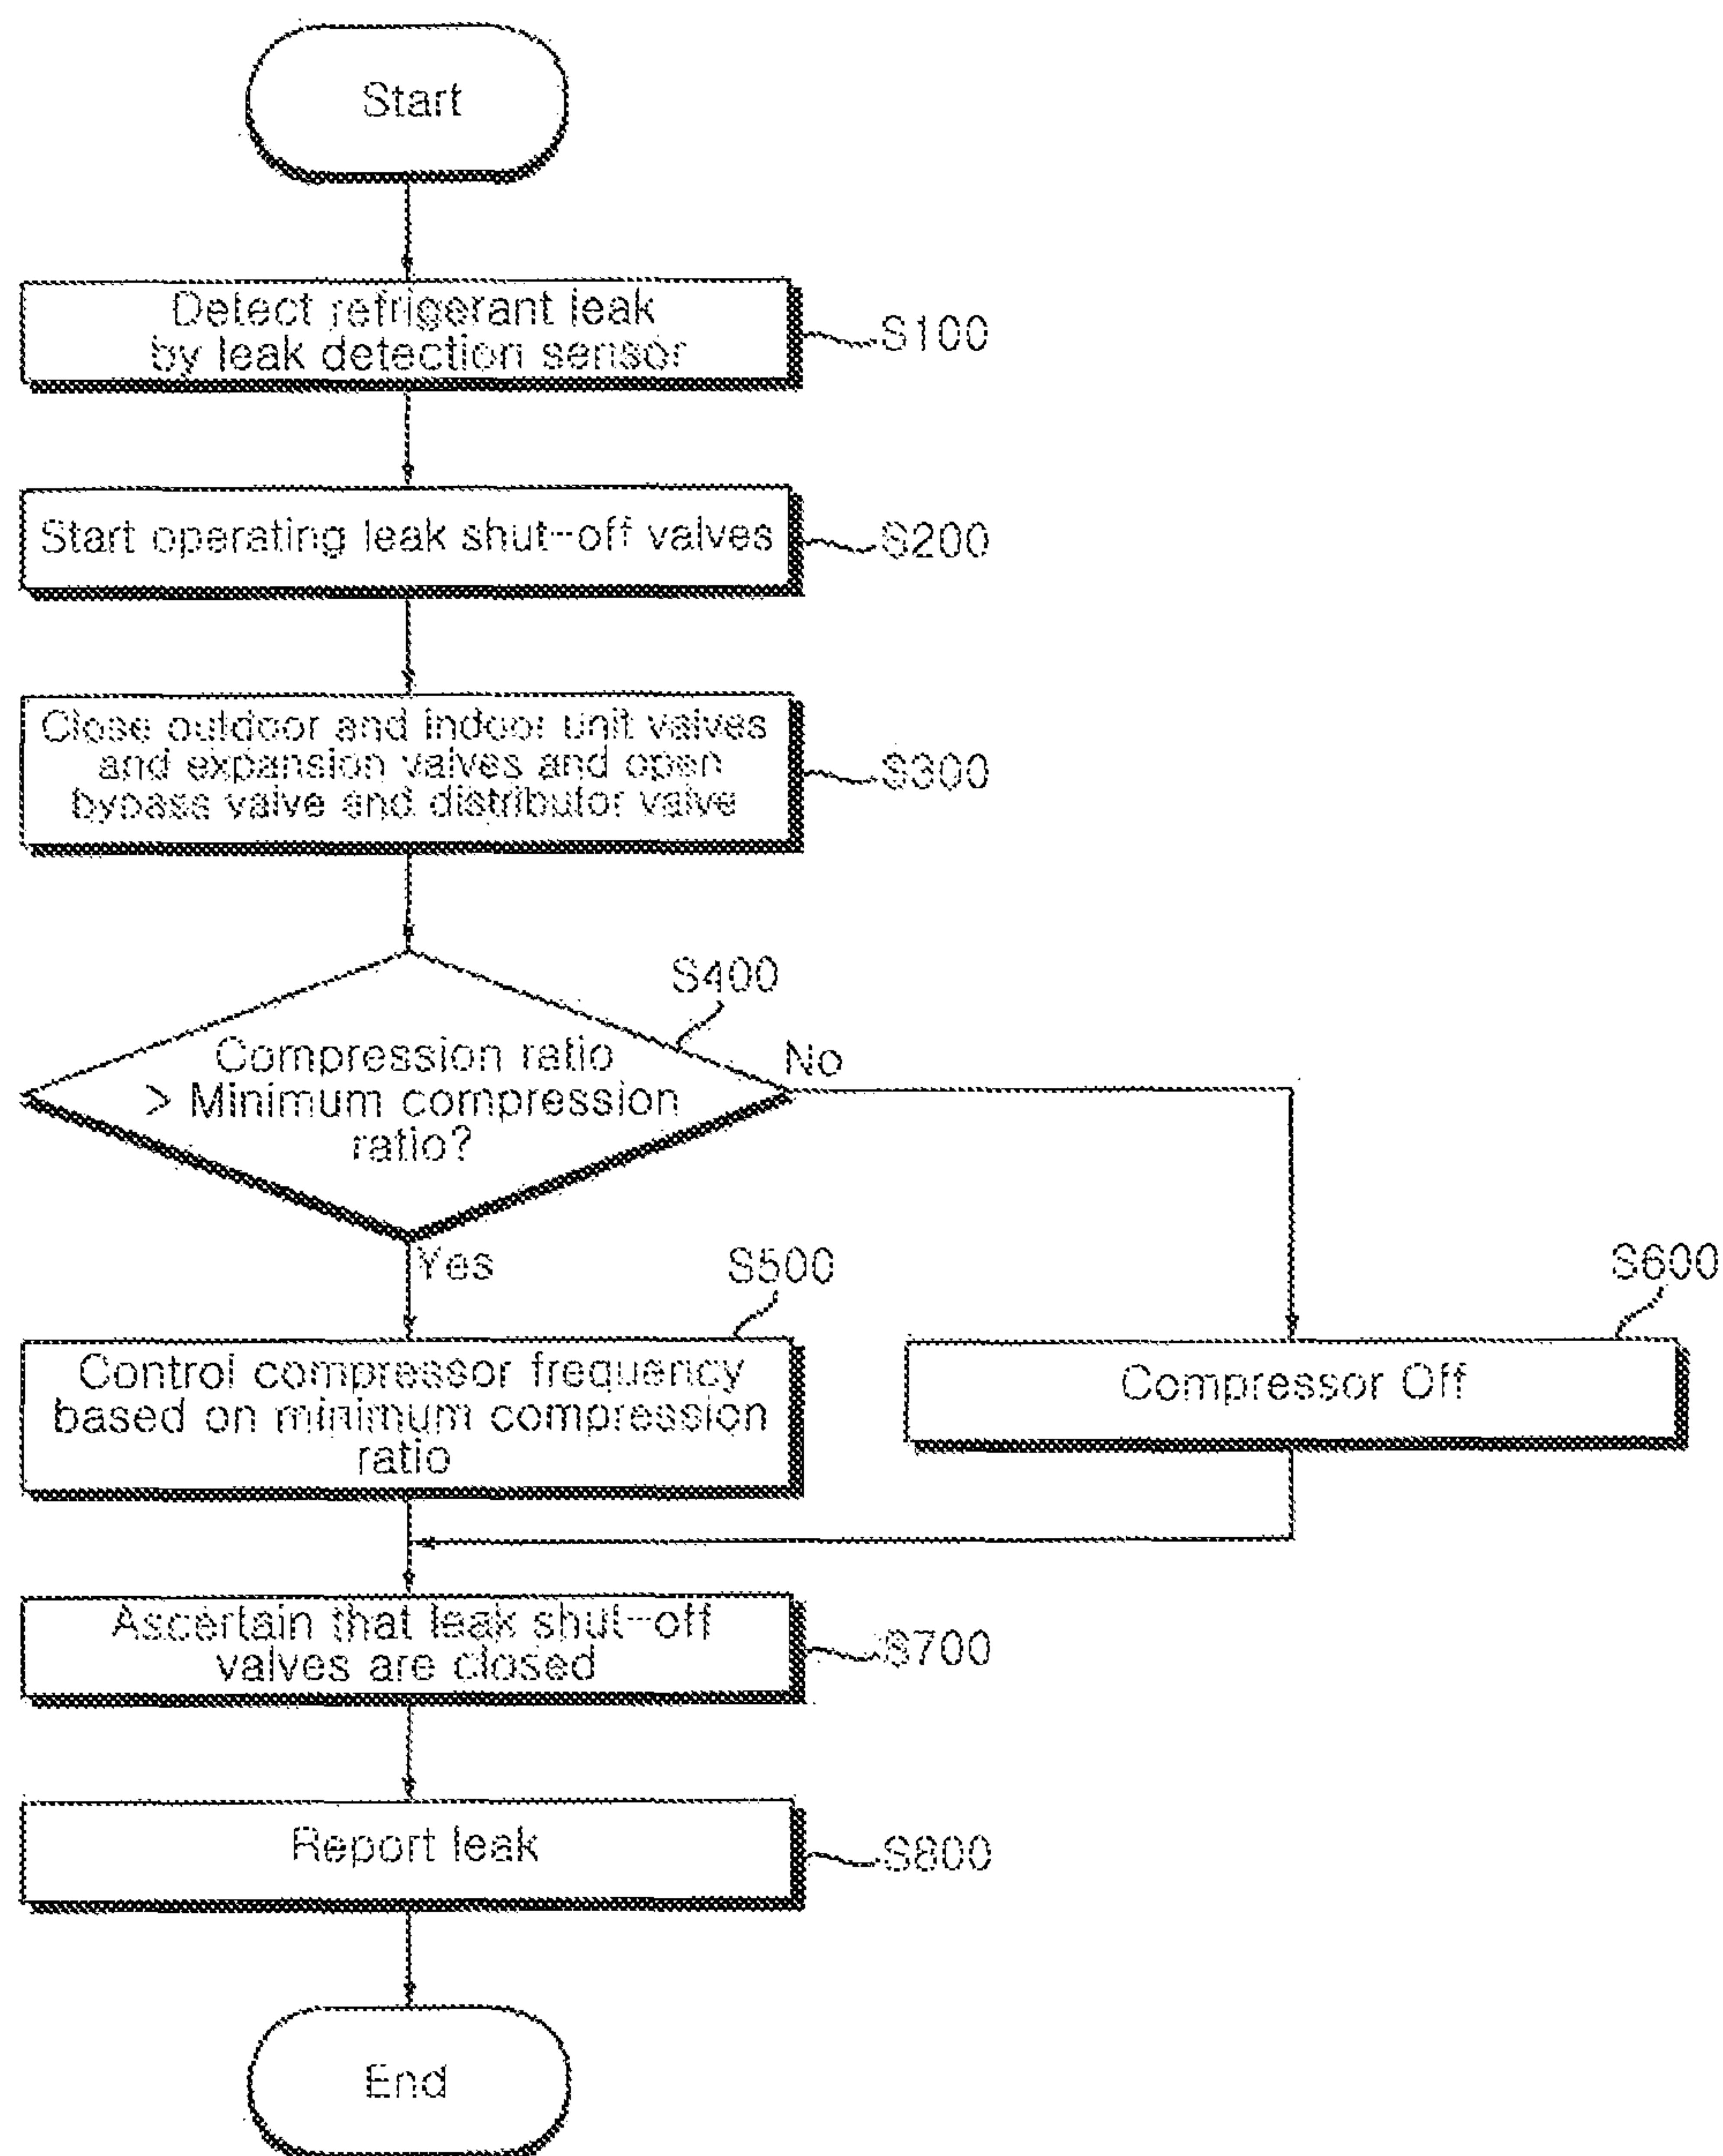 Start
Detect refrigerant leak
by leak detection sensor
S100
Start operating leak shut-off valves
S200
Close outdoor and indoor unit valves
and expansion valves and open
bypass valve and distributor valve
S300
S400
Compression ratio
> Minimum compression
ratio?
No
Yes
S500
Control compressor frequency
based on minimum compression
ratio
S600
Compressor Off
Ascertain that leak shut-off
valves are closed
S700
Report leak
S800
End